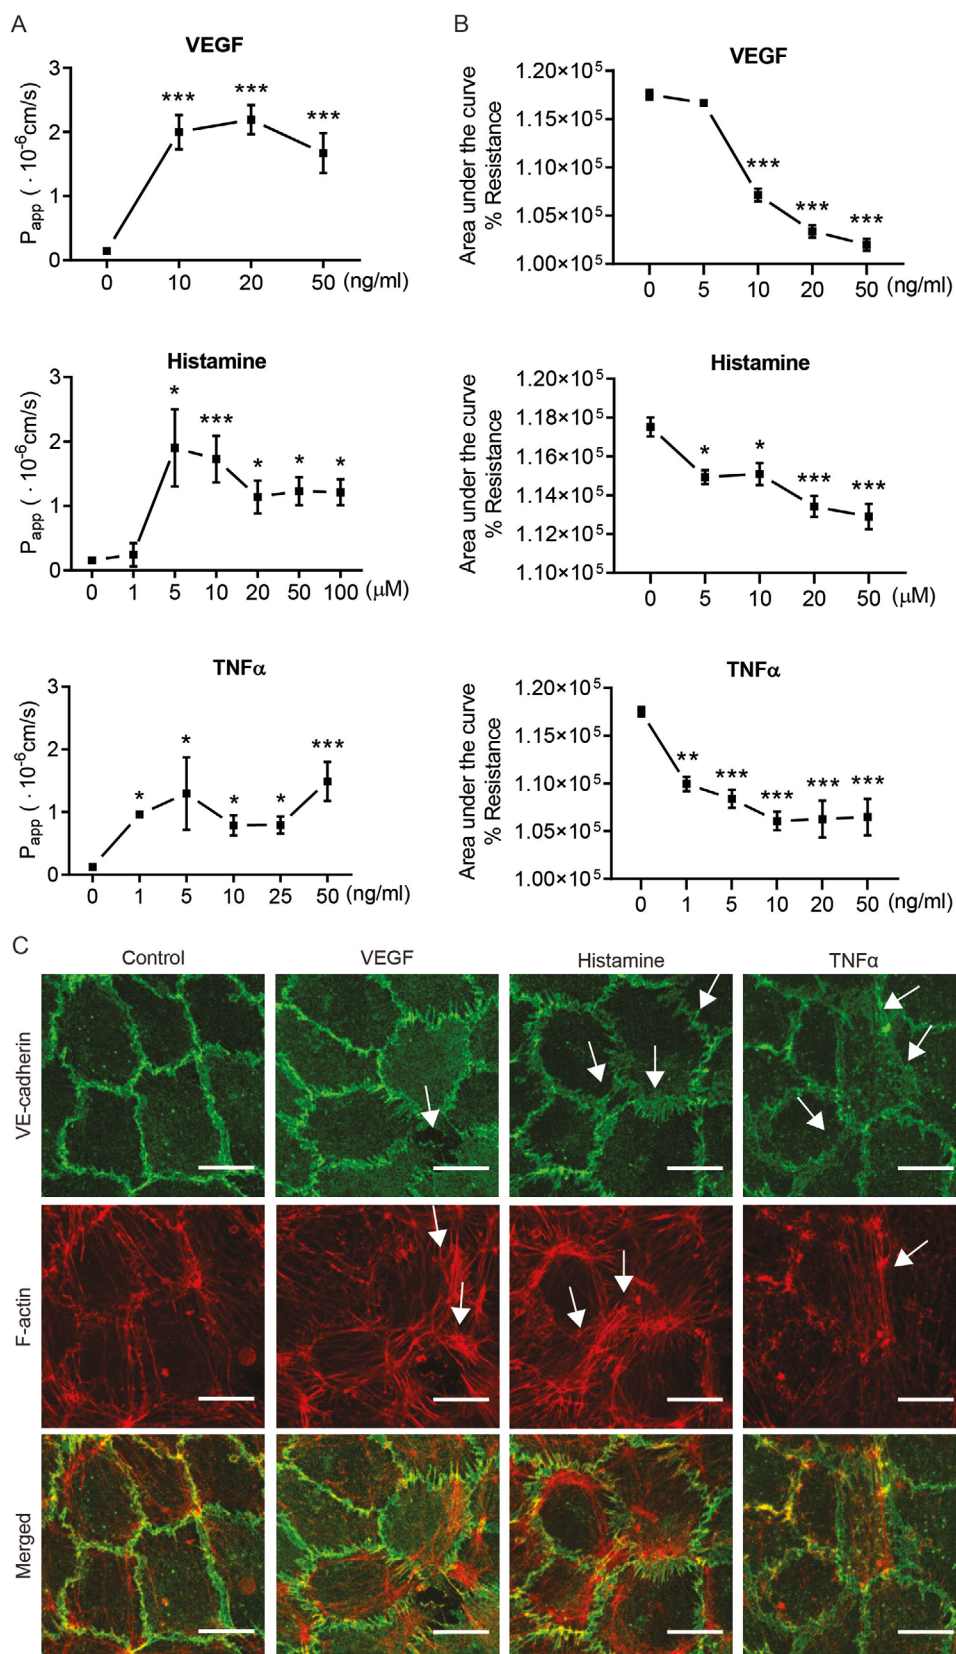 A
B
VEGF
Papp ( · 10⁻⁶cm/s)
3
2
1
0
***
***
***
0 10 20 50 (ng/ml)
VEGF
Area under the curve
% Resistance
1.20×10⁵
1.15×10⁵
1.10×10⁵
1.05×10⁵
1.00×10⁵
***
***
***
0 5 10 20 50 (ng/ml)
Histamine
Papp ( · 10⁻⁶cm/s)
3
2
1
0
*
***
*
*
*
0 1 5 10 20 50 100 (μM)
Histamine
Area under the curve
% Resistance
1.20×10⁵
1.18×10⁵
1.16×10⁵
1.14×10⁵
1.12×10⁵
1.10×10⁵
*
*
***
***
0 5 10 20 50 (μM)
TNFα
Papp ( · 10⁻⁶cm/s)
3
2
1
0
*
*
*
*
***
0 1 5 10 25 50 (ng/ml)
TNFα
Area under the curve
% Resistance
1.20×10⁵
1.15×10⁵
1.10×10⁵
1.05×10⁵
1.00×10⁵
**
***
***
***
***
0 1 5 10 20 50 (ng/ml)
C
Control VEGF Histamine TNFα
VE-cadherin
F-actin
Merged